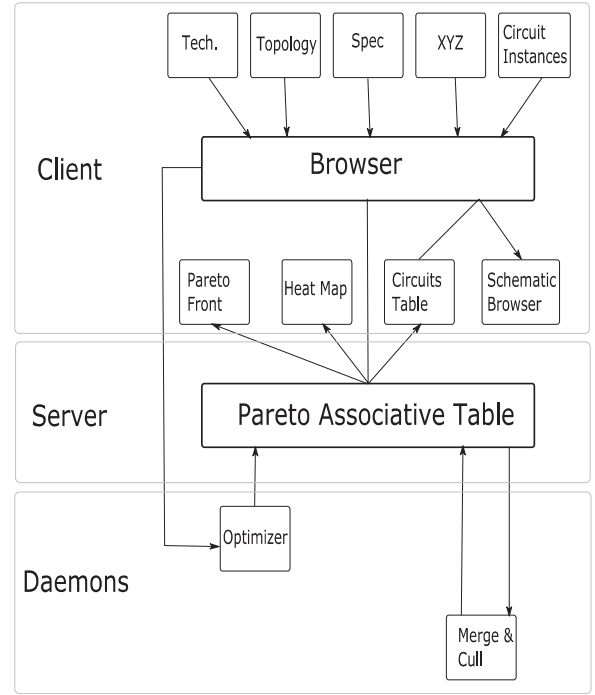 Tech.
Topology
Spec
XYZ
Circuit
Instances
Browser
Client
Pareto
Front
Heat Map
Circuits
Table
Schematic
Browser
Server
Pareto Associative Table
Optimizer
Daemons
Merge &
Cull